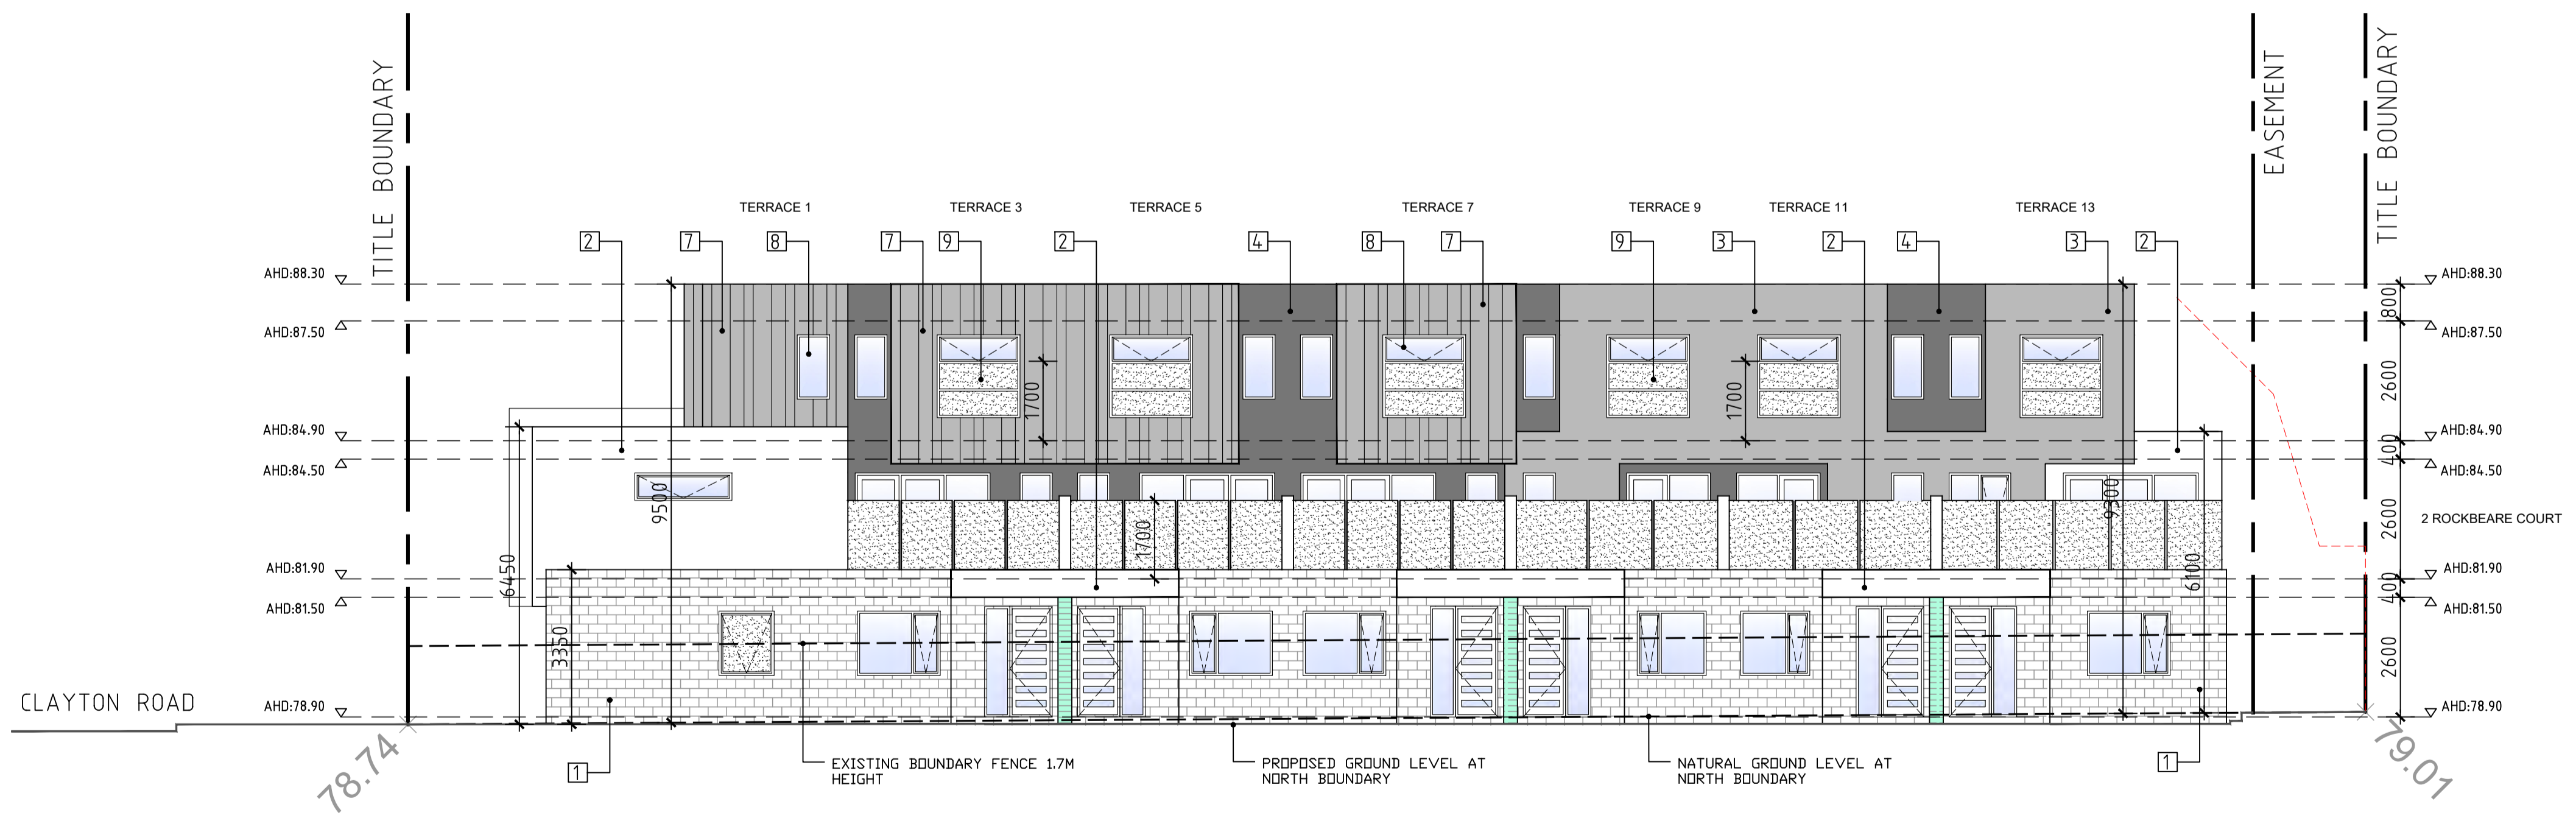 TITLE BOUNDARY
EASEMENT
TITLE BOUNDARY
TERRACE 1
TERRACE 3
TERRACE 5
TERRACE 7
TERRACE 9
TERRACE 11
TERRACE 13
2
7
8
7
9
2
4
8
7
9
3
2
4
3
2
AHD:88.30
AHD:88.30
800
AHD:87.50
AHD:87.50
2600
1700
1700
AHD:84.90
AHD:84.90
400
AHD:84.50
AHD:84.50
9500
9300
2600
2 ROCKBEARE COURT
1700
6450
6100
AHD:81.90
AHD:81.90
400
AHD:81.50
AHD:81.50
3350
2600
CLAYTON ROAD
AHD:78.90
AHD:78.90
78.74
79.01
1
EXISTING BOUNDARY FENCE 1.7M
HEIGHT
PROPOSED GROUND LEVEL AT
NORTH BOUNDARY
NATURAL GROUND LEVEL AT
NORTH BOUNDARY
1